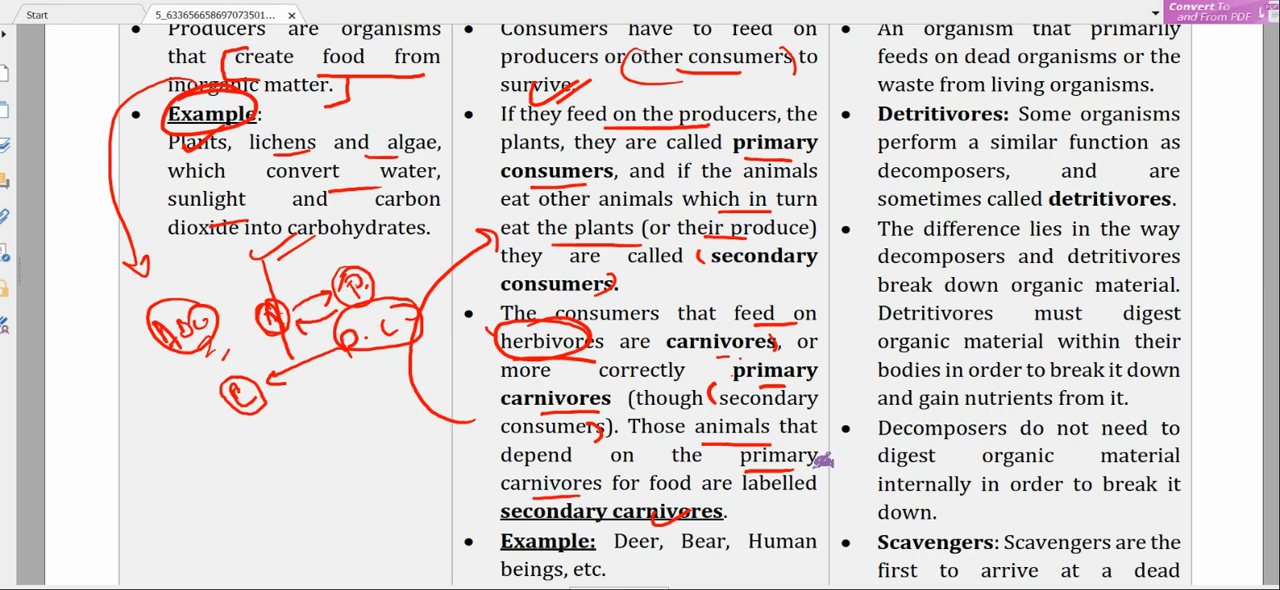 Start
5_633656658697073501... ×
Convert To
and From PDF
Producers are organisms
that create food from
inorganic matter.
• Example:
Plants, lichens and algae,
which convert water,
sunlight and carbon
dioxide into carbohydrates.
P.
P. C
• Consumers have to feed on
producers or other consumers to
survive.
• If they feed on the producers, the
plants, they are called primary
consumers, and if the animals
eat other animals which in turn
eat the plants (or their produce)
they are called secondary
consumers.
• The consumers that feed on
herbivores are carnivores, or
more correctly primary
carnivores (though secondary
consumers). Those animals that
depend on the primary
carnivores for food are labelled
secondary carnivores.
• Example: Deer, Bear, Human
beings, etc.
• An organism that primarily
feeds on dead organisms or the
waste from living organisms.
• Detritivores: Some organisms
perform a similar function as
decomposers, and are
sometimes called detritivores.
• The difference lies in the way
decomposers and detritivores
break down organic material.
Detritivores must digest
organic material within their
bodies in order to break it down
and gain nutrients from it.
• Decomposers do not need to
digest organic material
internally in order to break it
down.
• Scavengers: Scavengers are the
first to arrive at a dead